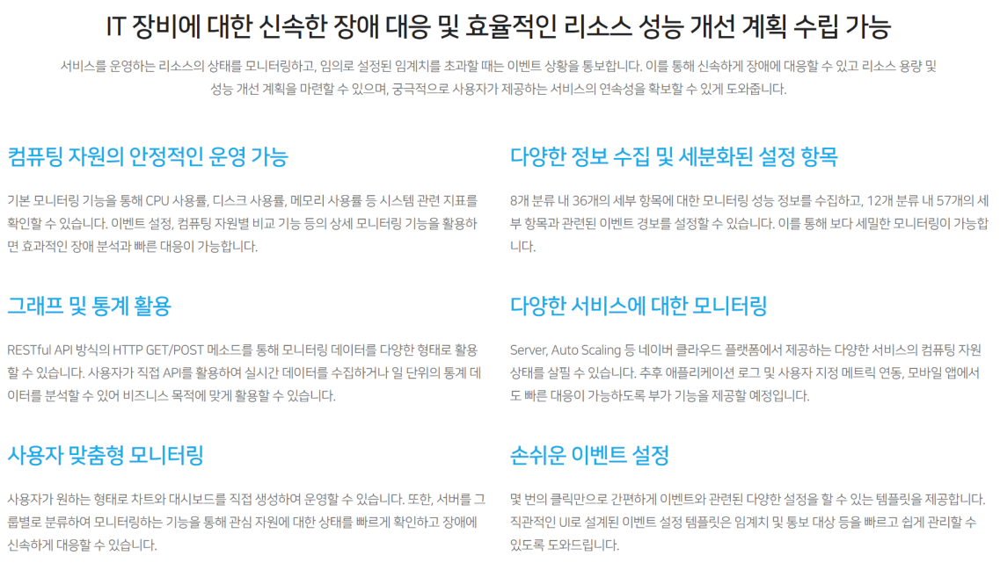 IT 장비에 대한 신속한 장애 대응 및 효율적인 리소스 성능 개선 계획 수립 가능
서비스를 운영하는 리소스의 상태를 모니터링하고, 임의로 설정된 임계치를 초과할 때는 이벤트 상황을 통보합니다. 이를 통해 신속하게 장애에 대응할 수 있고 리소스 용량 및
성능 개선 계획을 마련할 수 있으며, 궁극적으로 사용자가 제공하는 서비스의 연속성을 확보할 수 있게 도와줍니다.
컴퓨팅 자원의 안정적인 운영 가능
기본 모니터링 기능을 통해 CPU 사용률, 디스크 사용률, 메모리 사용률 등 시스템 관련 지표를
확인할 수 있습니다. 이벤트 설정, 컴퓨팅 자원별 비교 기능 등의 상세 모니터링 기능을 활용하
면 효과적인 장애 분석과 빠른 대응이 가능합니다.
다양한 정보 수집 및 세분화된 설정 항목
8개 분류 내 36개의 세부 항목에 대한 모니터링 성능 정보를 수집하고, 12개 분류 내 57개의 세
부 항목과 관련된 이벤트 경보를 설정할 수 있습니다. 이를 통해 보다 세밀한 모니터링이 가능합
니다.
그래프 및 통계 활용
RESTful API 방식의 HTTP GET/POST 메소드를 통해 모니터링 데이터를 다양한 형태로 활용
할 수 있습니다. 사용자가 직접 API를 활용하여 실시간 데이터를 수집하거나 일 단위의 통계 데
이터를 분석할 수 있어 비즈니스 목적에 맞게 활용할 수 있습니다.
다양한 서비스에 대한 모니터링
Server, Auto Scaling 등 네이버 클라우드 플랫폼에서 제공하는 다양한 서비스의 컴퓨팅 자원
상태를 살필 수 있습니다. 추후 애플리케이션 로그 및 사용자 지정 메트릭 연동, 모바일 앱에서
도 빠른 대응이 가능하도록 부가 기능을 제공할 예정입니다.
사용자 맞춤형 모니터링
사용자가 원하는 형태로 차트와 대시보드를 직접 생성하여 운영할 수 있습니다. 또한, 서버를 그
룹별로 분류하여 모니터링하는 기능을 통해 관심 자원에 대한 상태를 빠르게 확인하고 장애에
신속하게 대응할 수 있습니다.
손쉬운 이벤트 설정
몇 번의 클릭만으로 간편하게 이벤트와 관련된 다양한 설정을 할 수 있는 템플릿을 제공합니다.
직관적인 UI로 설계된 이벤트 설정 템플릿은 임계치 및 통보 대상 등을 빠르고 쉽게 관리할 수
있도록 도와드립니다.